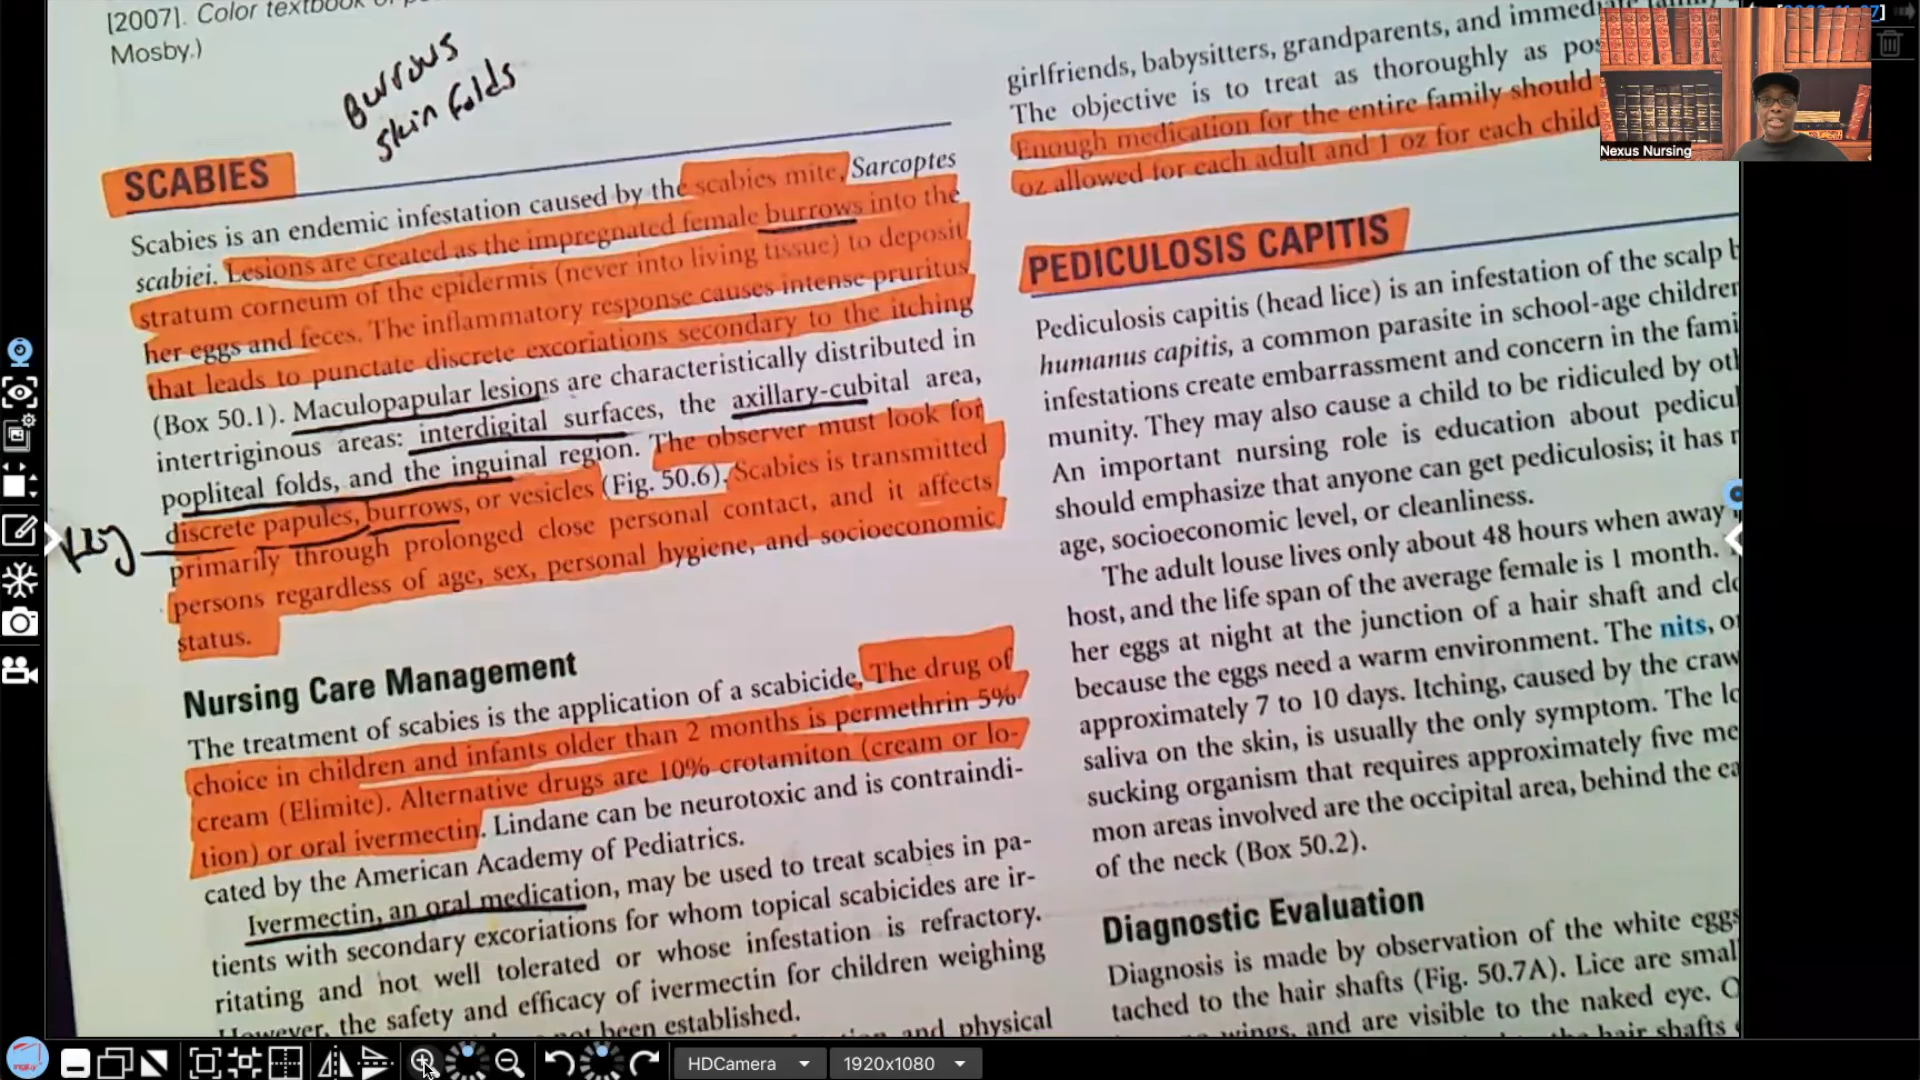 [2007]. Color textbook of
Mosby.)
Burrows
skin folds
SCABIES
Scabies is an endemic infestation caused by the scabies mite, Sarcoptes
scabiei. Lesions are created as the impregnated female burrows into the
stratum corneum of the epidermis (never into living tissue) to deposit
her eggs and feces. The inflammatory response causes intense pruritus
that leads to punctate discrete excoriations secondary to the itching
(Box 50.1). Maculopapular lesions are characteristically distributed in
intertriginous areas: interdigital surfaces, the axillary-cubital area,
popliteal folds, and the inguinal region. The observer must look for
discrete papules, burrows, or vesicles (Fig. 50.6). Scabies is transmitted
primarily through prolonged close personal contact, and it affects
persons regardless of age, sex, personal hygiene, and socioeconomic
status.
Key
Nursing Care Management
The treatment of scabies is the application of a scabicide. The drug of
choice in children and infants older than 2 months is permethrin 5%
cream (Elimite). Alternative drugs are 10% crotamiton (cream or lo-
tion) or oral ivermectin. Lindane can be neurotoxic and is contraindi-
cated by the American Academy of Pediatrics.
Ivermectin, an oral medication, may be used to treat scabies in pa-
tients with secondary excoriations for whom topical scabicides are ir-
ritating and not well tolerated or whose infestation is refractory.
However, the safety and efficacy of ivermectin for children weighing
not been established.
and physical
girlfriends, babysitters, grandparents, and immediate family
The objective is to treat as thoroughly as
Enough medication for the entire family should
oz allowed for each adult and 1 oz for each child
PEDICULOSIS CAPITIS
Pediculosis capitis (head lice) is an infestation of the scalp b
humanus capitis, a common parasite in school-age children
infestations create embarrassment and concern in the fami
munity. They may also cause a child to be ridiculed by ot
An important nursing role is education about pedicul
should emphasize that anyone can get pediculosis; it has
age, socioeconomic level, or cleanliness.
The adult louse lives only about 48 hours when away
host, and the life span of the average female is 1 month.
her eggs at night at the junction of a hair shaft and clo
because the eggs need a warm environment. The nits, o
approximately 7 to 10 days. Itching, caused by the craw
saliva on the skin, is usually the only symptom. The lo
sucking organism that requires approximately five me
mon areas involved are the occipital area, behind the ea
of the neck (Box 50.2).
Diagnostic Evaluation
Diagnosis is made by observation of the white eggs
tached to the hair shafts (Fig. 50.7A). Lice are small
wings, and are visible to the naked eye.
hair shafts
Nexus Nursing
HDCamera
1920x1080